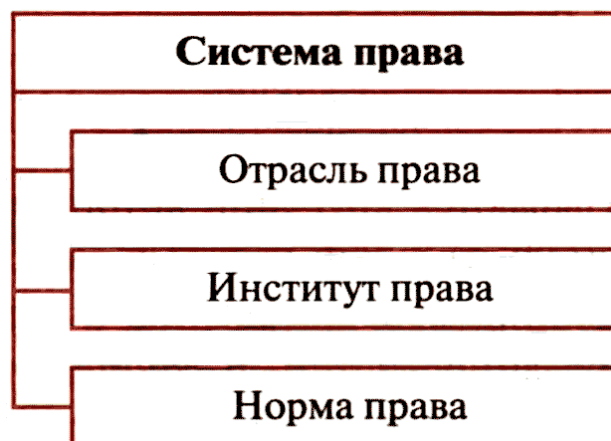 Система права
Отрасль права
Институт права
Норма права